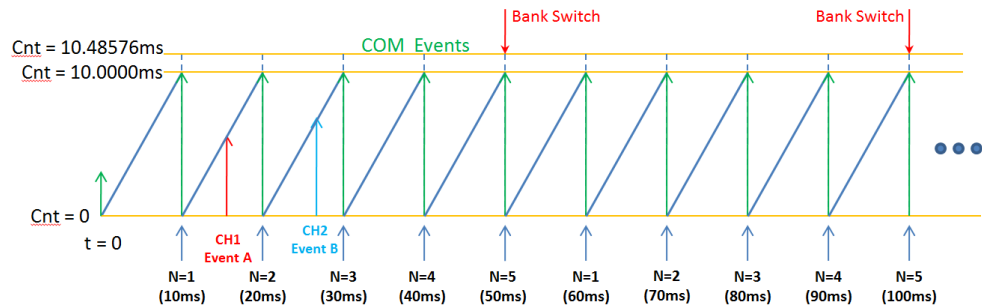 Bank Switch
Bank Switch
Cnt = 10.48576ms
COM Events
Cnt = 10.0000ms
Cnt = 0
t = 0
CH1
Event A
CH2
Event B
N=1
(10ms)
N=2
(20ms)
N=3
(30ms)
N=4
(40ms)
N=5
(50ms)
N=1
(60ms)
N=2
(70ms)
N=3
(80ms)
N=4
(90ms)
N=5
(100ms)